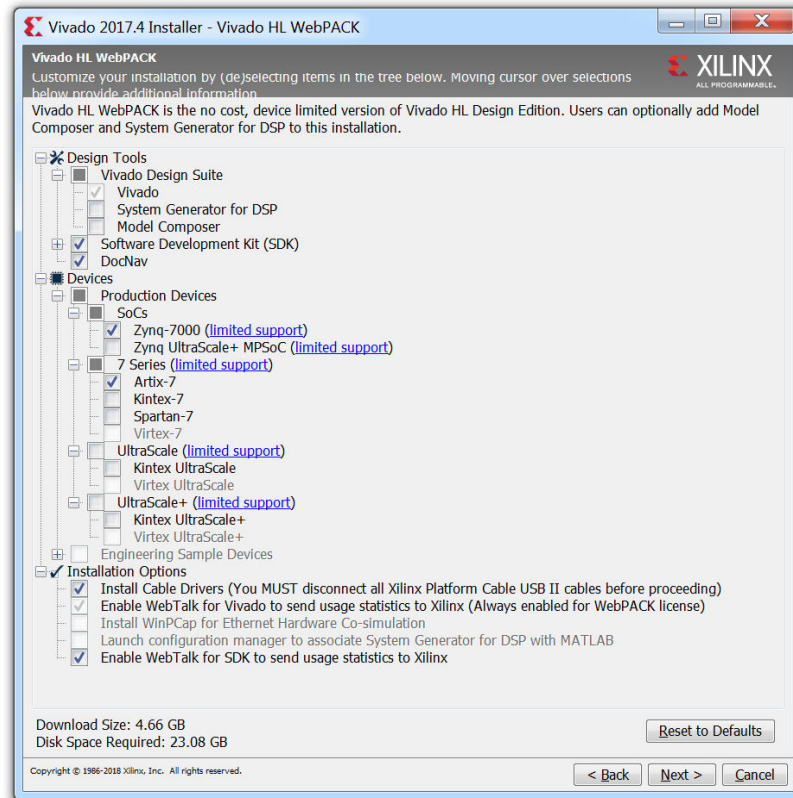 Vivado 2017.4 Installer - Vivado HL WebPACK
Vivado HL WebPACK
Customize your installation by (de)selecting items in the tree below. Moving cursor over selections
below provide additional information
XILINX
ALL PROGRAMMABLE.
Vivado HL WebPACK is the no cost, device limited version of Vivado HL Design Edition. Users can optionally add Model
Composer and System Generator for DSP to this installation.
Design Tools
Vivado Design Suite
Vivado
System Generator for DSP
Model Composer
Software Development Kit (SDK)
DocNav
Devices
Production Devices
SoCs
Zynq-7000 (limited support)
Zynq UltraScale+ MPSoC (limited support)
7 Series (limited support)
Artix-7
Kintex-7
Spartan-7
Virtex-7
UltraScale (limited support)
Kintex UltraScale
Virtex UltraScale
UltraScale+ (limited support)
Kintex UltraScale+
Virtex UltraScale+
Engineering Sample Devices
Installation Options
Install Cable Drivers (You MUST disconnect all Xilinx Platform Cable USB II cables before proceeding)
Enable WebTalk for Vivado to send usage statistics to Xilinx (Always enabled for WebPACK license)
Install WinPCap for Ethernet Hardware Co-simulation
Launch configuration manager to associate System Generator for DSP with MATLAB
Enable WebTalk for SDK to send usage statistics to Xilinx
Download Size: 4.66 GB
Disk Space Required: 23.08 GB
Reset to Defaults
Copyright © 1986-2018 Xilinx, Inc. All rights reserved.
< Back
Next >
Cancel